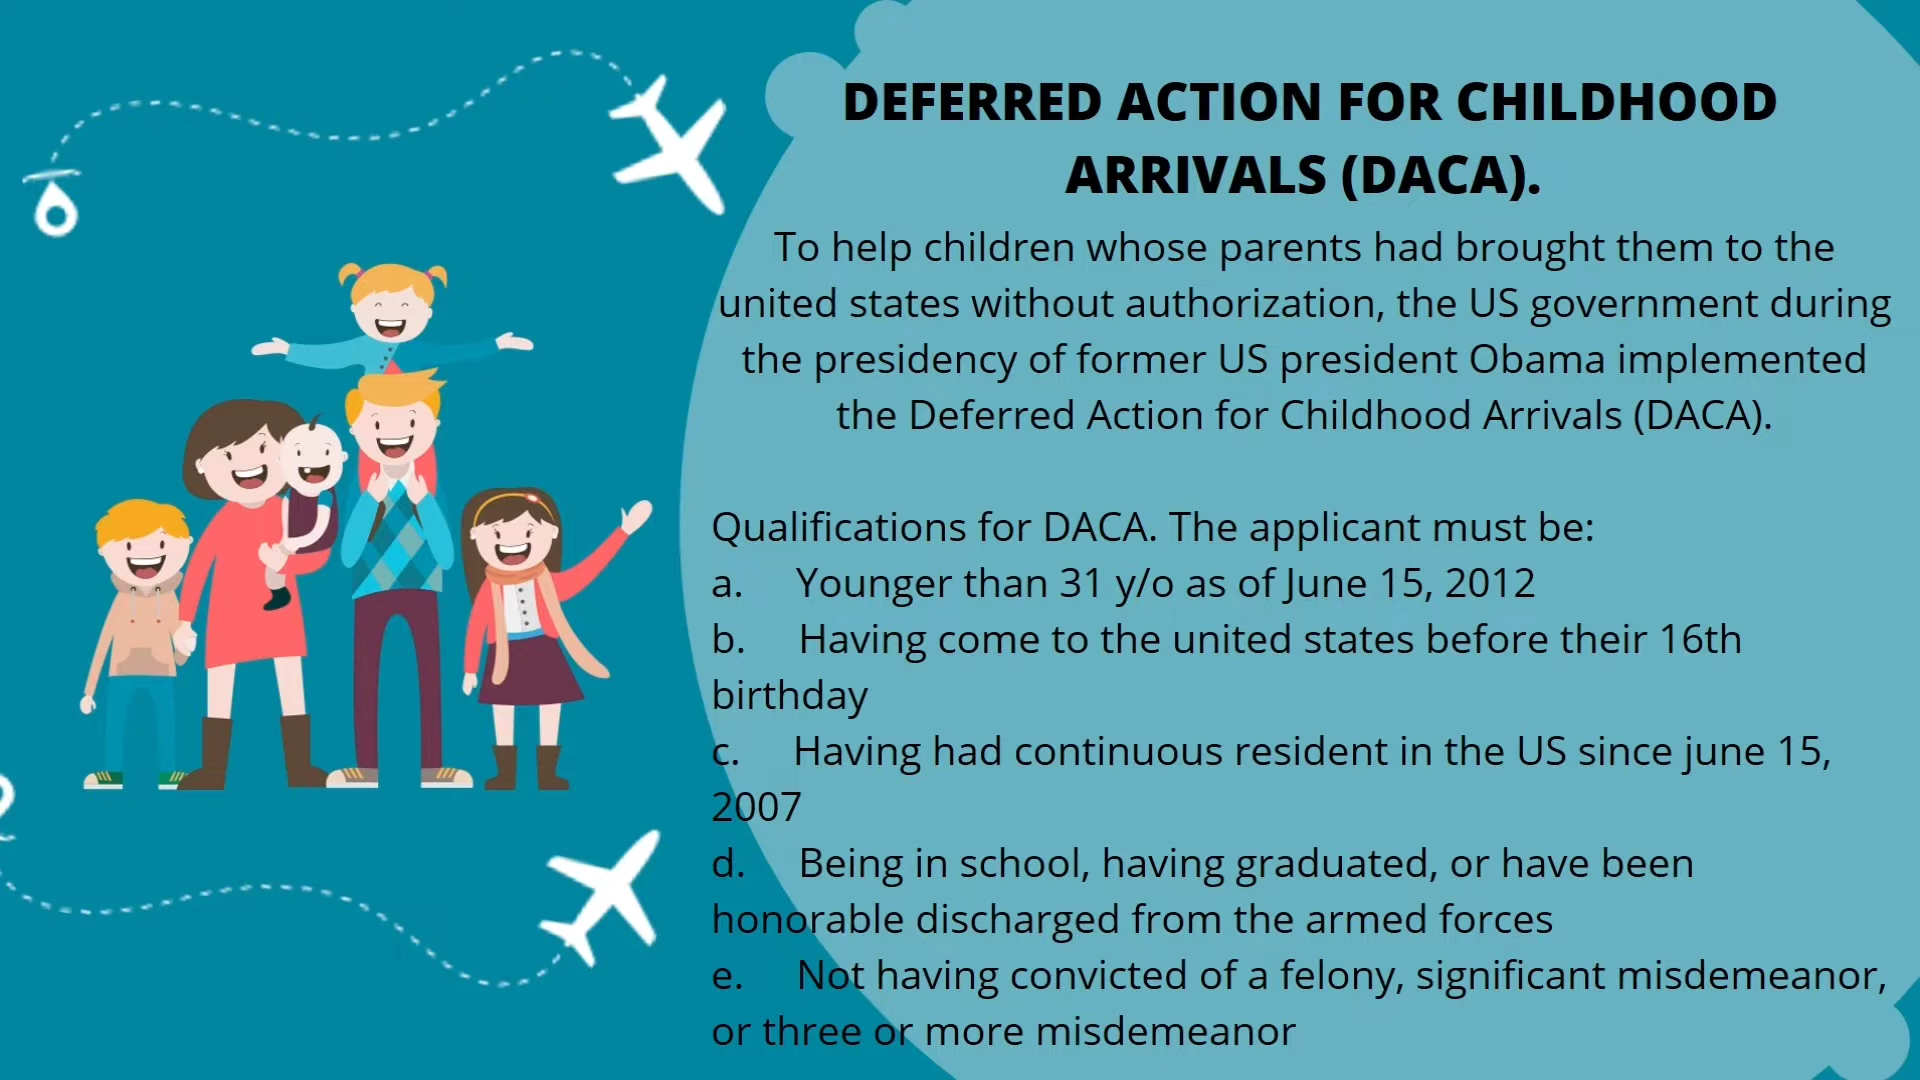 DEFERRED ACTION FOR CHILDHOOD
ARRIVALS (DACA).
To help children whose parents had brought them to the
united states without authorization, the US government during
the presidency of former US president Obama implemented
the Deferred Action for Childhood Arrivals (DACA).
Qualifications for DACA. The applicant must be:
a. Younger than 31 y/o as of June 15, 2012
b. Having come to the united states before their 16th
birthday
c. Having had continuous resident in the US since june 15,
2007
d. Being in school, having graduated, or have been
honorable discharged from the armed forces
e. Not having convicted of a felony, significant misdemeanor,
or three or more misdemeanor